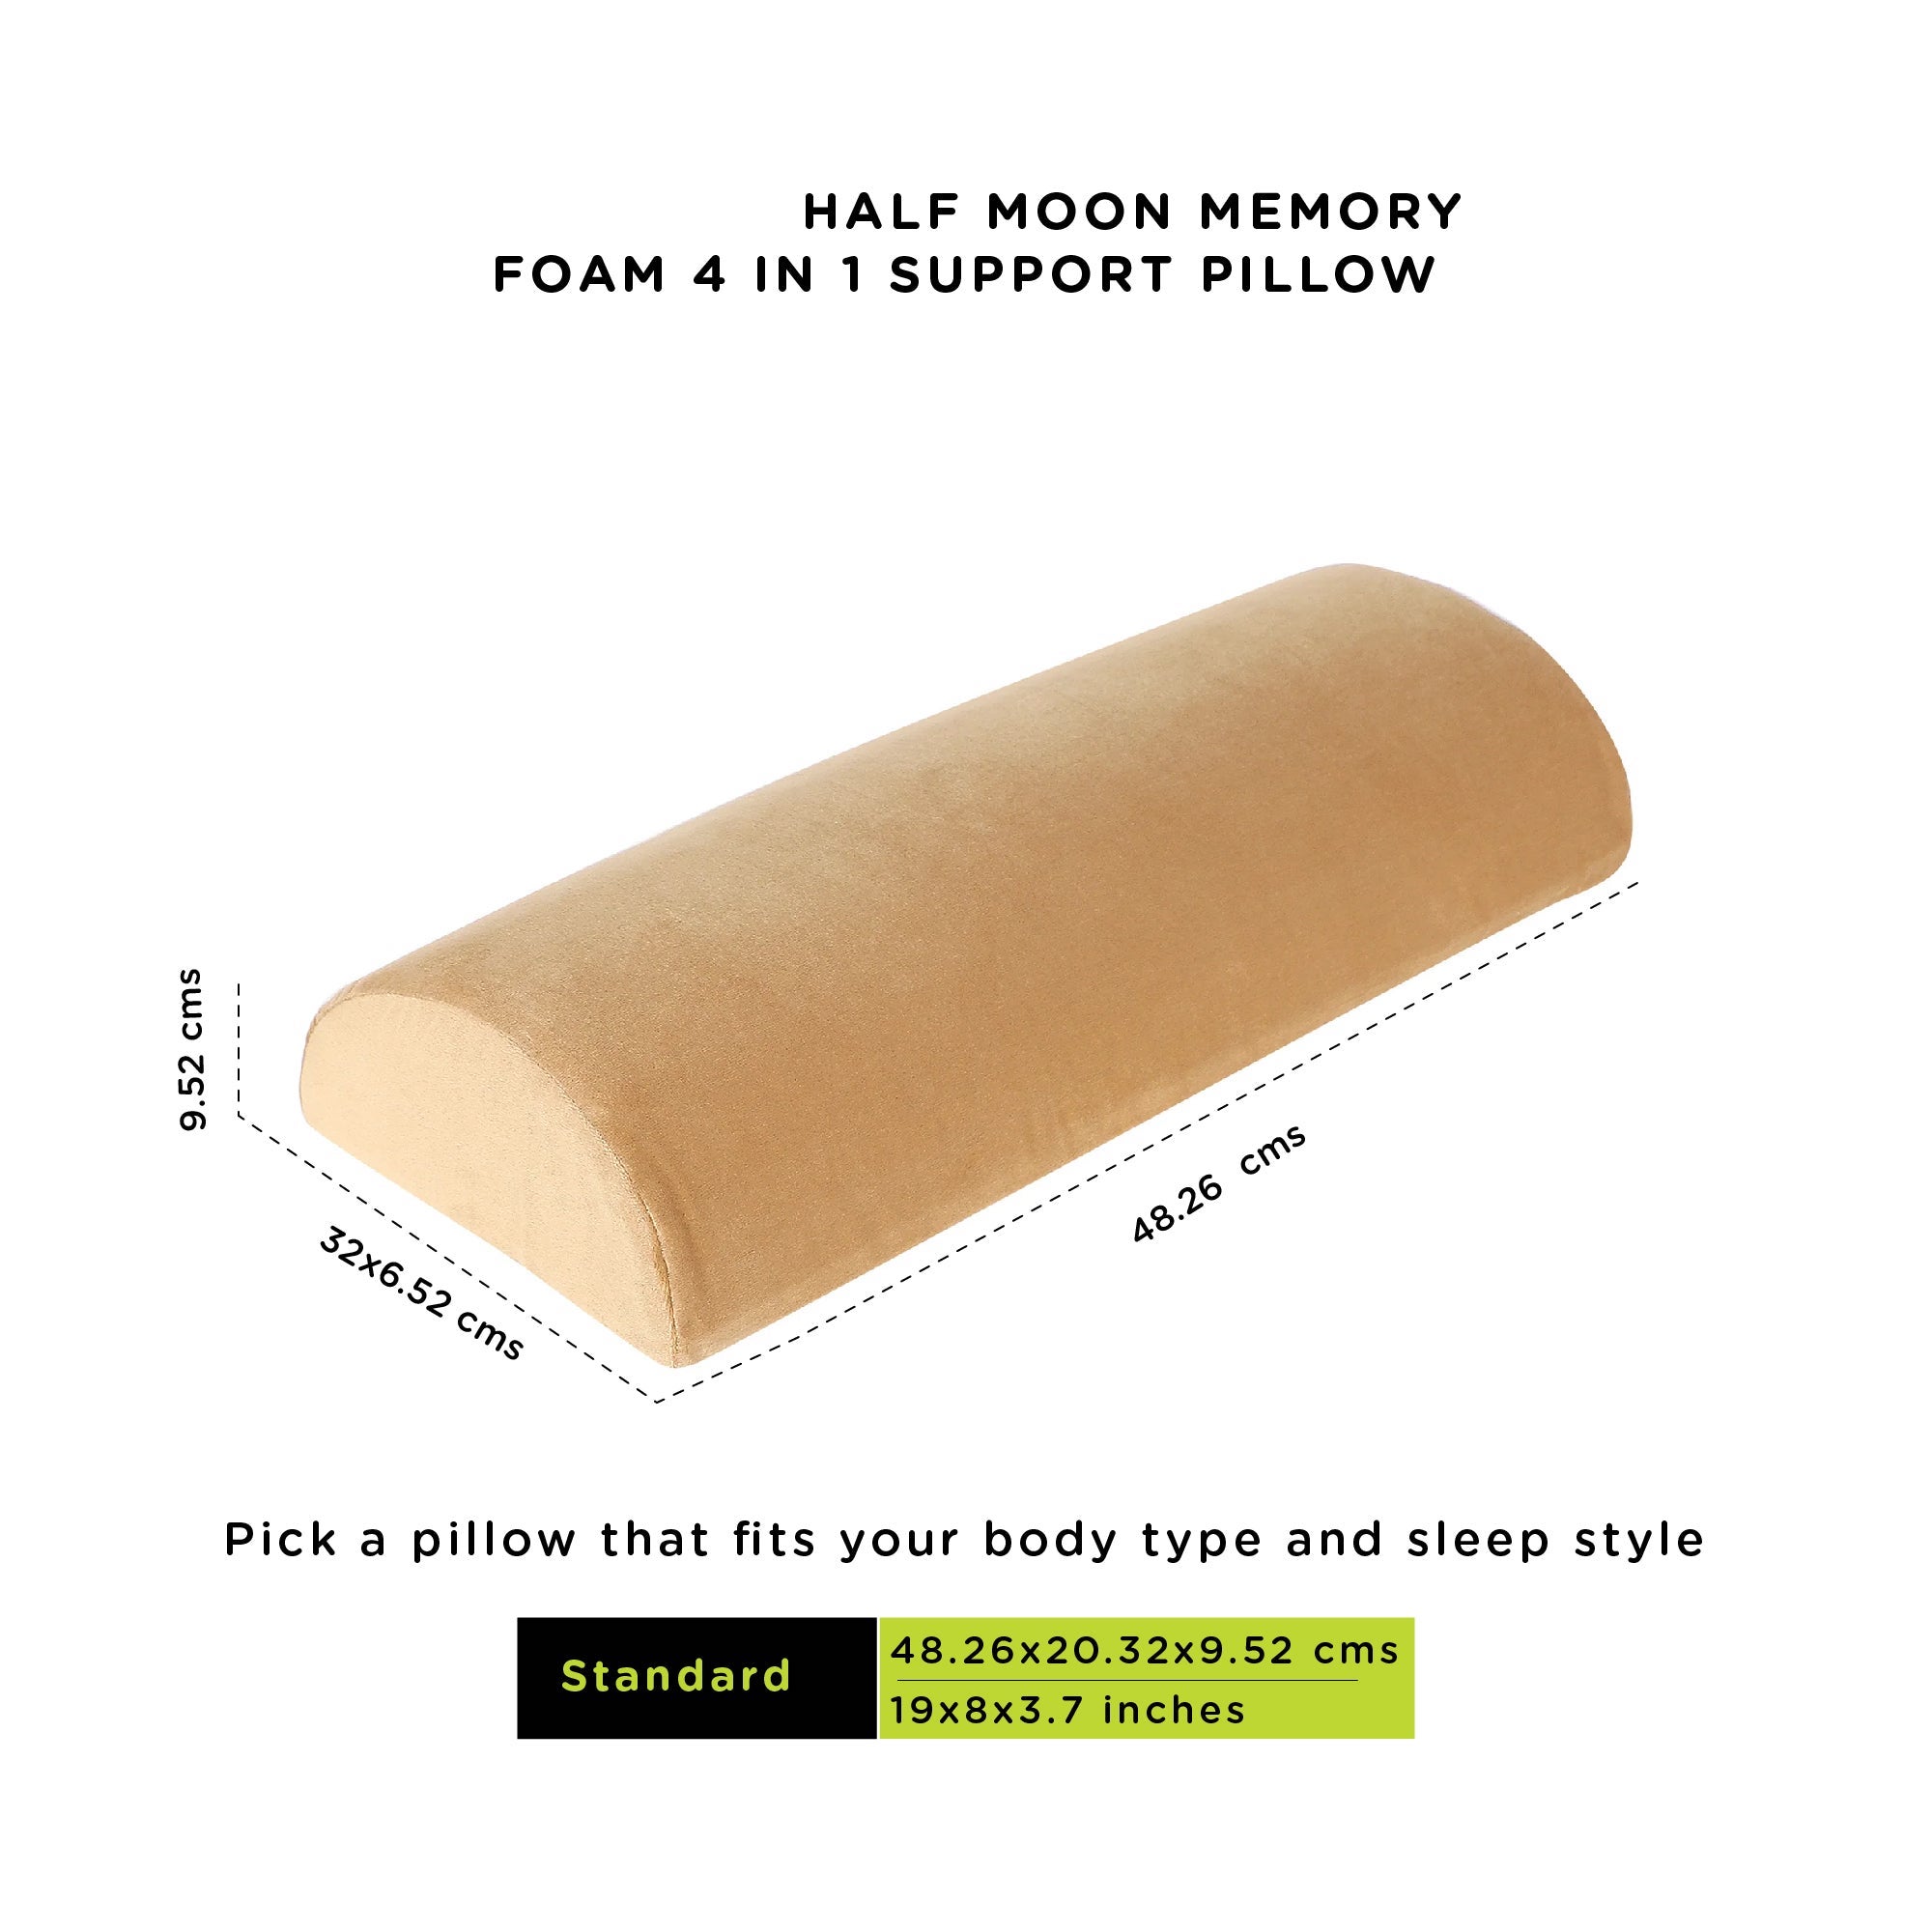 HALF MOON MEMORY
FOAM 4 IN 1 SUPPORT PILLOW
9.52 cms
32x6.52 cms
48.26 cms
Pick a pillow that fits your body type and sleep style
Standard
48.26x20.32x9.52 cms
19x8x3.7 inches